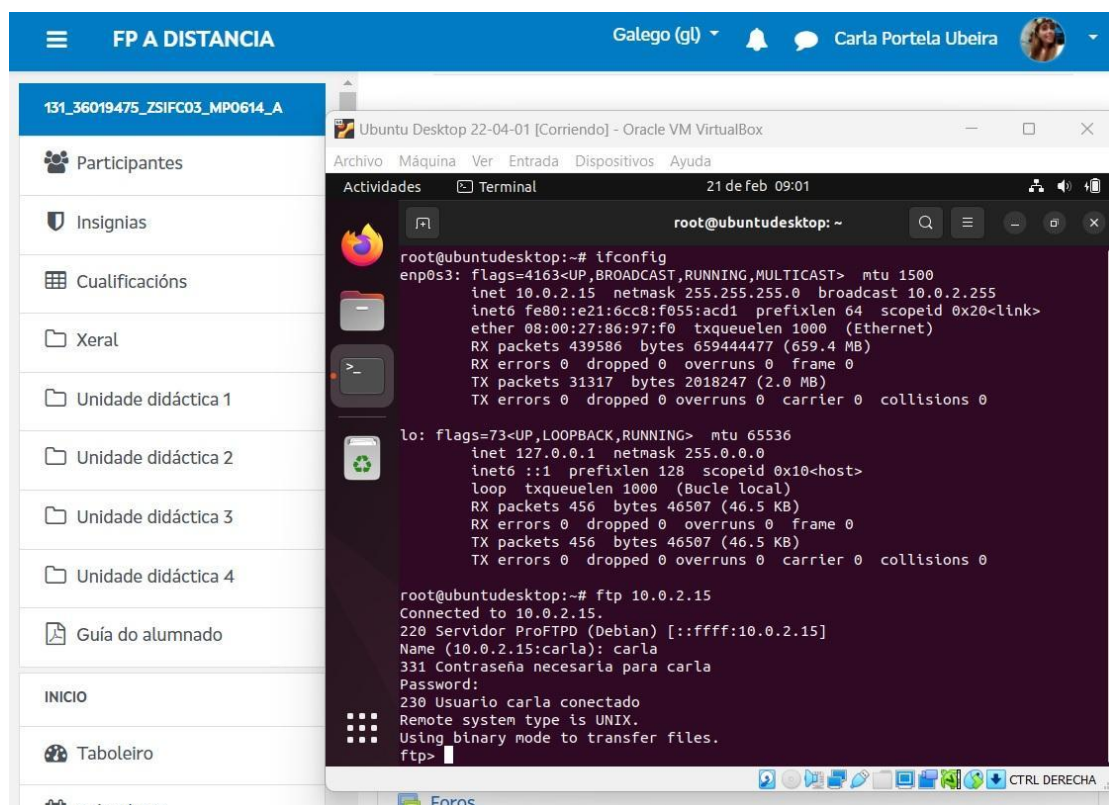 FP A DISTANCIA
Galego (gl)
Carla Portela Ubeira
131_36019475_ZSIFC03_MP0614_A
Participantes
Insignias
Cualificacións
Xeral
Unidade didáctica 1
Unidade didáctica 2
Unidade didáctica 3
Unidade didáctica 4
Guía do alumnado
INICIO
Taboleiro
Ubuntu Desktop 22-04-01 [Corriendo] - Oracle VM VirtualBox
Archivo Máquina Ver Entrada Dispositivos Ayuda
Actividades Terminal 21 de feb 09:01
root@ubuntudesktop: ~
root@ubuntudesktop:~# ifconfig
enp0s3: flags=4163<UP,BROADCAST,RUNNING,MULTICAST> mtu 1500
inet 10.0.2.15 netmask 255.255.255.0 broadcast 10.0.2.255
inet6 fe80::e21:6cc8:f055:acd1 prefixlen 64 scopeid 0x20<link>
ether 08:00:27:86:97:f0 txqueuelen 1000 (Ethernet)
RX packets 439586 bytes 659444477 (659.4 MB)
RX errors 0 dropped 0 overruns 0 frame 0
TX packets 31317 bytes 2018247 (2.0 MB)
TX errors 0 dropped 0 overruns 0 carrier 0 collisions 0
lo: flags=73<UP,LOOPBACK,RUNNING> mtu 65536
inet 127.0.0.1 netmask 255.0.0.0
inet6 ::1 prefixlen 128 scopeid 0x10<host>
loop txqueuelen 1000 (Bucle local)
RX packets 456 bytes 46507 (46.5 KB)
RX errors 0 dropped 0 overruns 0 frame 0
TX packets 456 bytes 46507 (46.5 KB)
TX errors 0 dropped 0 overruns 0 carrier 0 collisions 0
root@ubuntudesktop:~# ftp 10.0.2.15
Connected to 10.0.2.15.
220 Servidor ProFTPD (Debian) [::ffff:10.0.2.15]
Name (10.0.2.15:carla): carla
331 Contraseña necesaria para carla
Password:
230 Usuario carla conectado
Remote system type is UNIX.
Using binary mode to transfer files.
ftp>
CTRL DERECHA
Foros